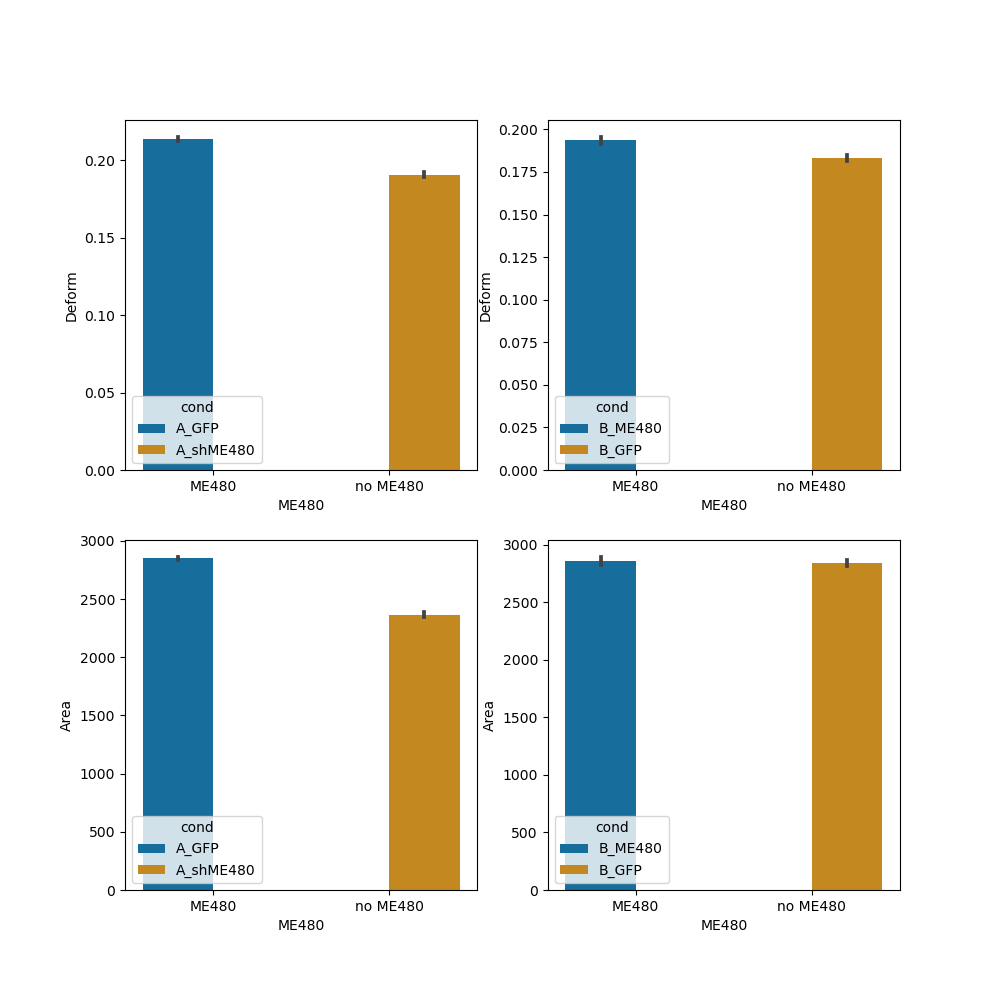 0.20
0.15
0.10
0.05
0.00
Deform
cond
A_GFP
A_shME480
ME480
no ME480
ME480
0.200
0.175
0.150
0.125
0.100
0.075
0.050
0.025
0.000
Deform
cond
B_ME480
B_GFP
ME480
no ME480
ME480
3000
2500
2000
1500
1000
500
0
Area
cond
A_GFP
A_shME480
ME480
no ME480
ME480
3000
2500
2000
1500
1000
500
0
Area
cond
B_ME480
B_GFP
ME480
no ME480
ME480